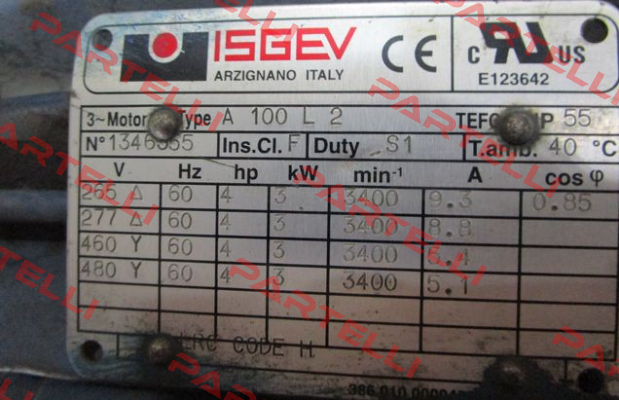 ISGEV
ARZIGNANO ITALY
CE
C UR US
E123642
3~Motor Type A 100 L 2 IP 55
N° Ins.Cl. F Duty S1 T.amb. 40 °C
V Hz hp kW min⁻¹ A cos φ
265 Δ 60 4 3 3400 9.3 0.85
277 Δ 60 4 3 3400 8.8
460 Y 60 4 3 3400
480 Y 60 4 3 3400 5.1
CODE H
PARTELLI
PARTELLI
PARTELLI
PARTELLI
PARTELLI